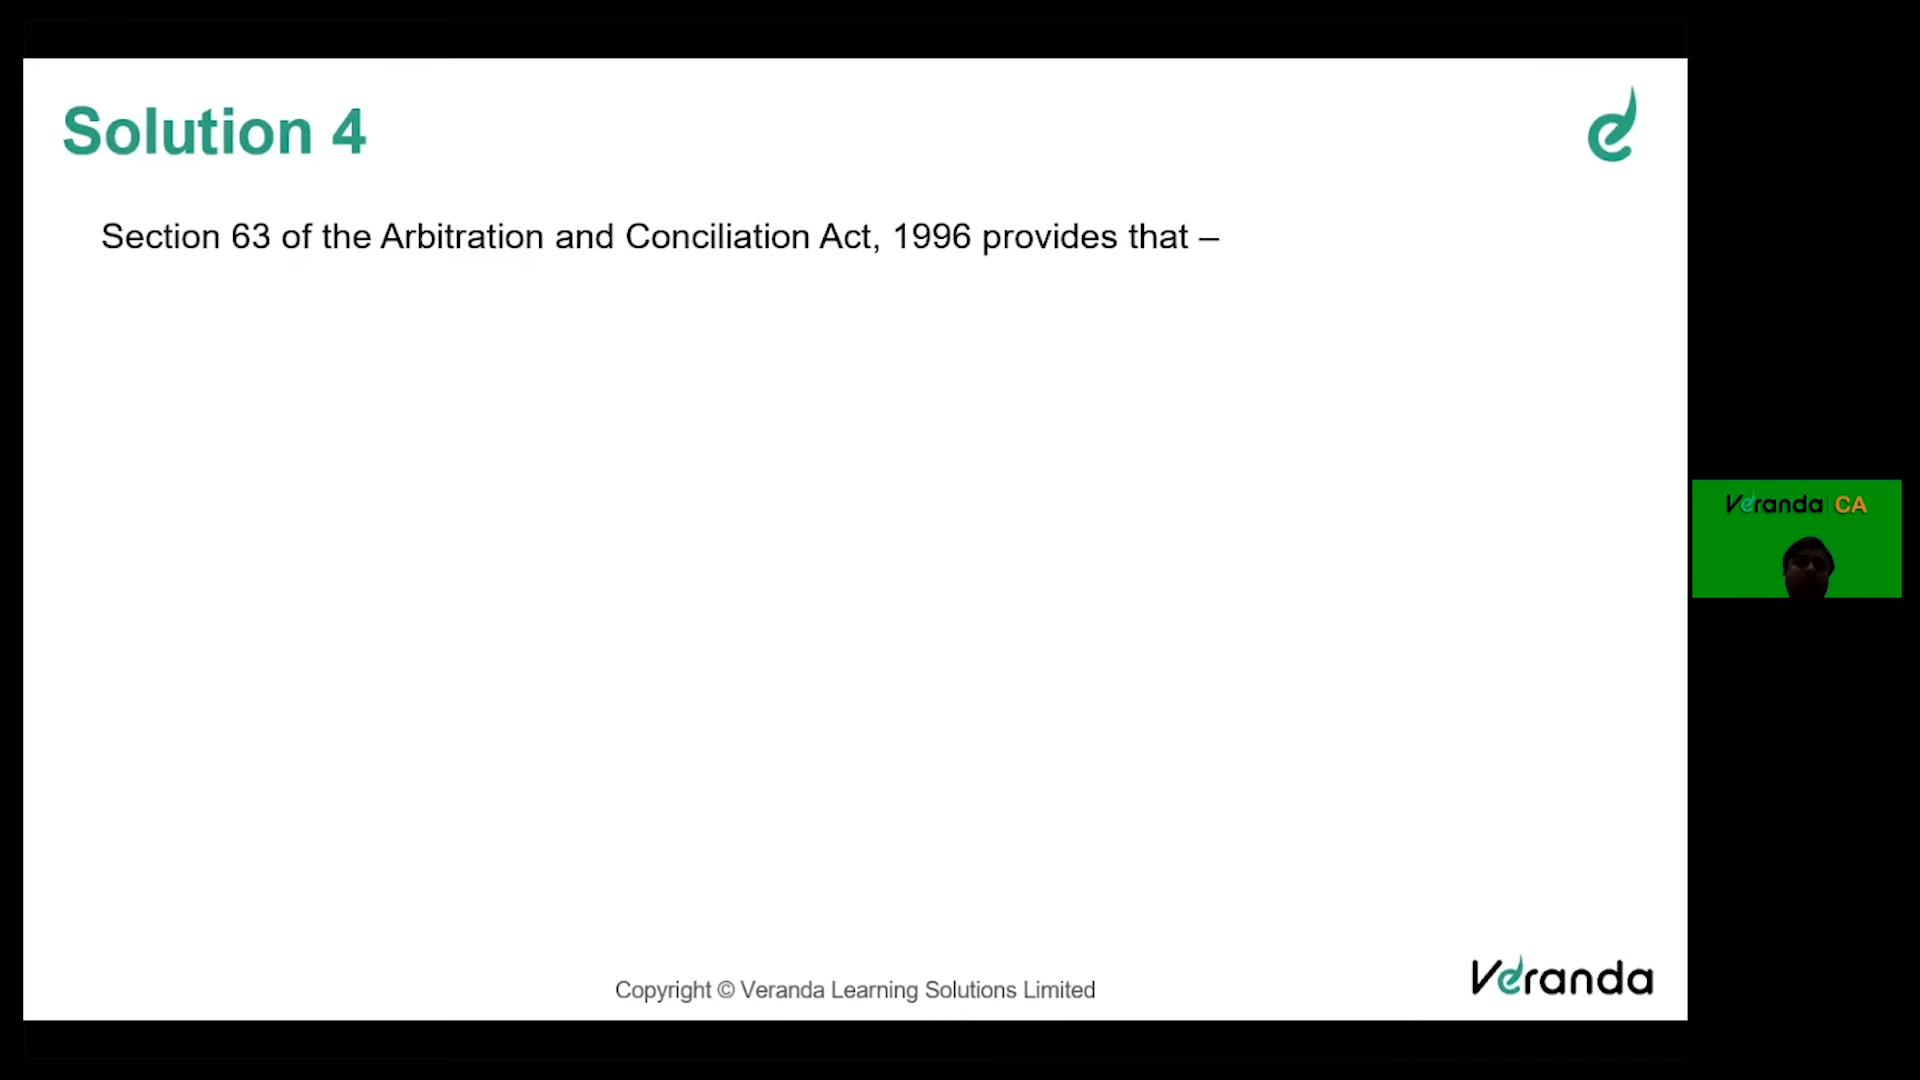 Solution 4
Section 63 of the Arbitration and Conciliation Act, 1996 provides that –
Veranda CA
Copyright © Veranda Learning Solutions Limited
Veranda